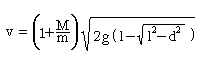 v = (1+M/m) √(2g(l-√(l²-d²)))